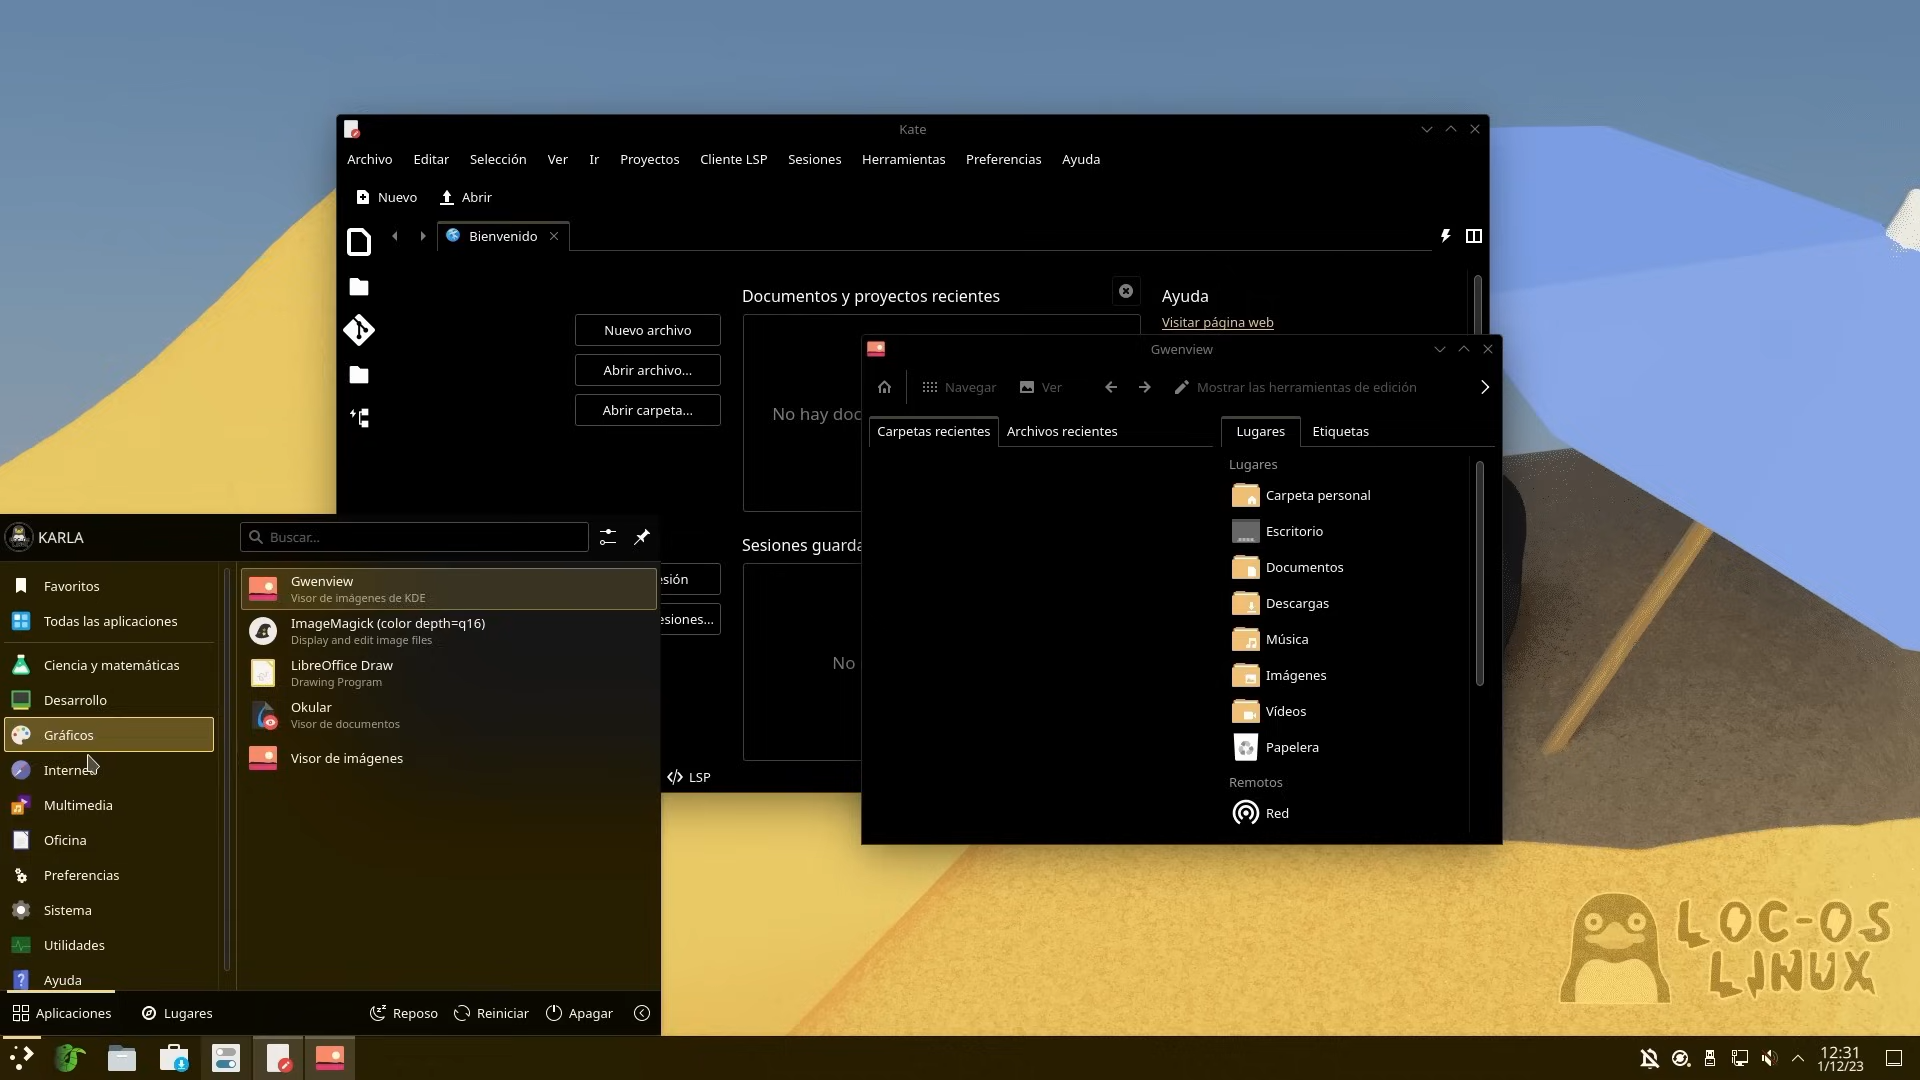 Kate
Archivo Editar Selección Ver Ir Proyectos Cliente LSP Sesiones Herramientas Preferencias Ayuda
Nuevo Abrir
Bienvenido
Documentos y proyectos recientes
Ayuda
Visitar página web
Nuevo archivo
Abrir archivo...
Abrir carpeta...
No hay doc
Sesiones guarda
esión
esiones...
No
LSP
Gwenview
Navegar Ver Mostrar las herramientas de edición
Carpetas recientes Archivos recientes Lugares Etiquetas
Lugares
Carpeta personal
Escritorio
Documentos
Descargas
Música
Imágenes
Vídeos
Papelera
Remotos
Red
KARLA
Buscar...
Favoritos
Todas las aplicaciones
Ciencia y matemáticas
Desarrollo
Gráficos
Internet
Multimedia
Oficina
Preferencias
Sistema
Utilidades
Ayuda
Gwenview
Visor de imágenes de KDE
ImageMagick (color depth=q16)
Display and edit image files
LibreOffice Draw
Drawing Program
Okular
Visor de documentos
Visor de imágenes
Aplicaciones Lugares Reposo Reiniciar Apagar
LOC-OS
LINUX
12:31
1/12/23